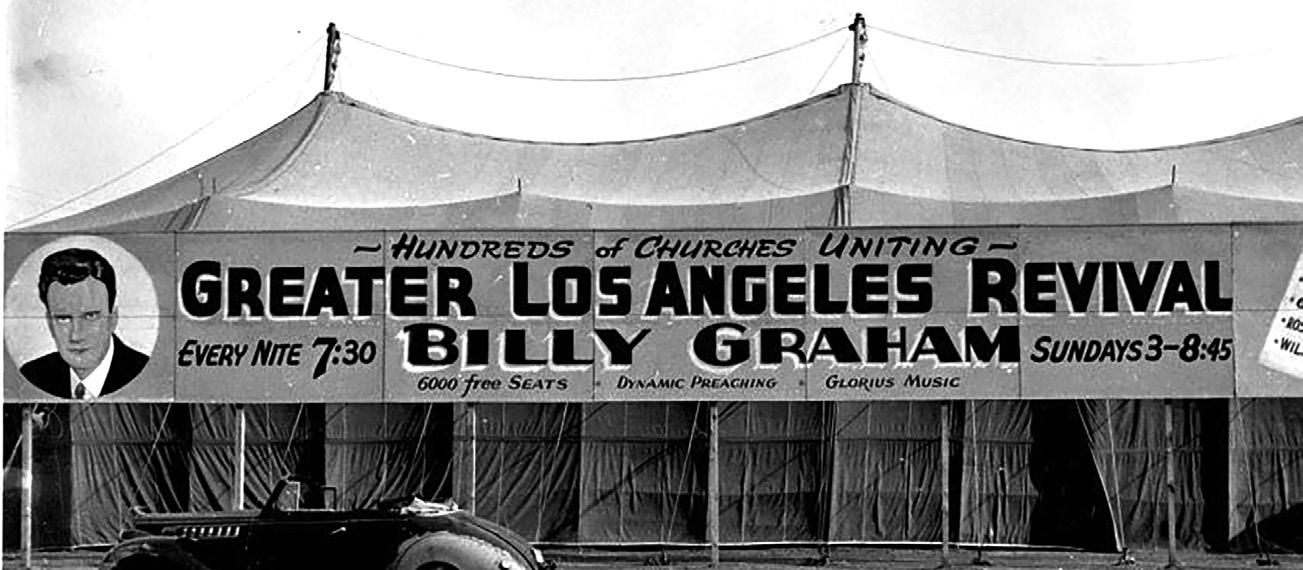 ~ HUNDREDS of CHURCHES UNITING ~
GREATER LOS ANGELES REVIVAL
EVERY NITE 7:30 BILLY GRAHAM SUNDAYS 3-8:45
6000 free SEATS • DYNAMIC PREACHING • GLORIUS MUSIC